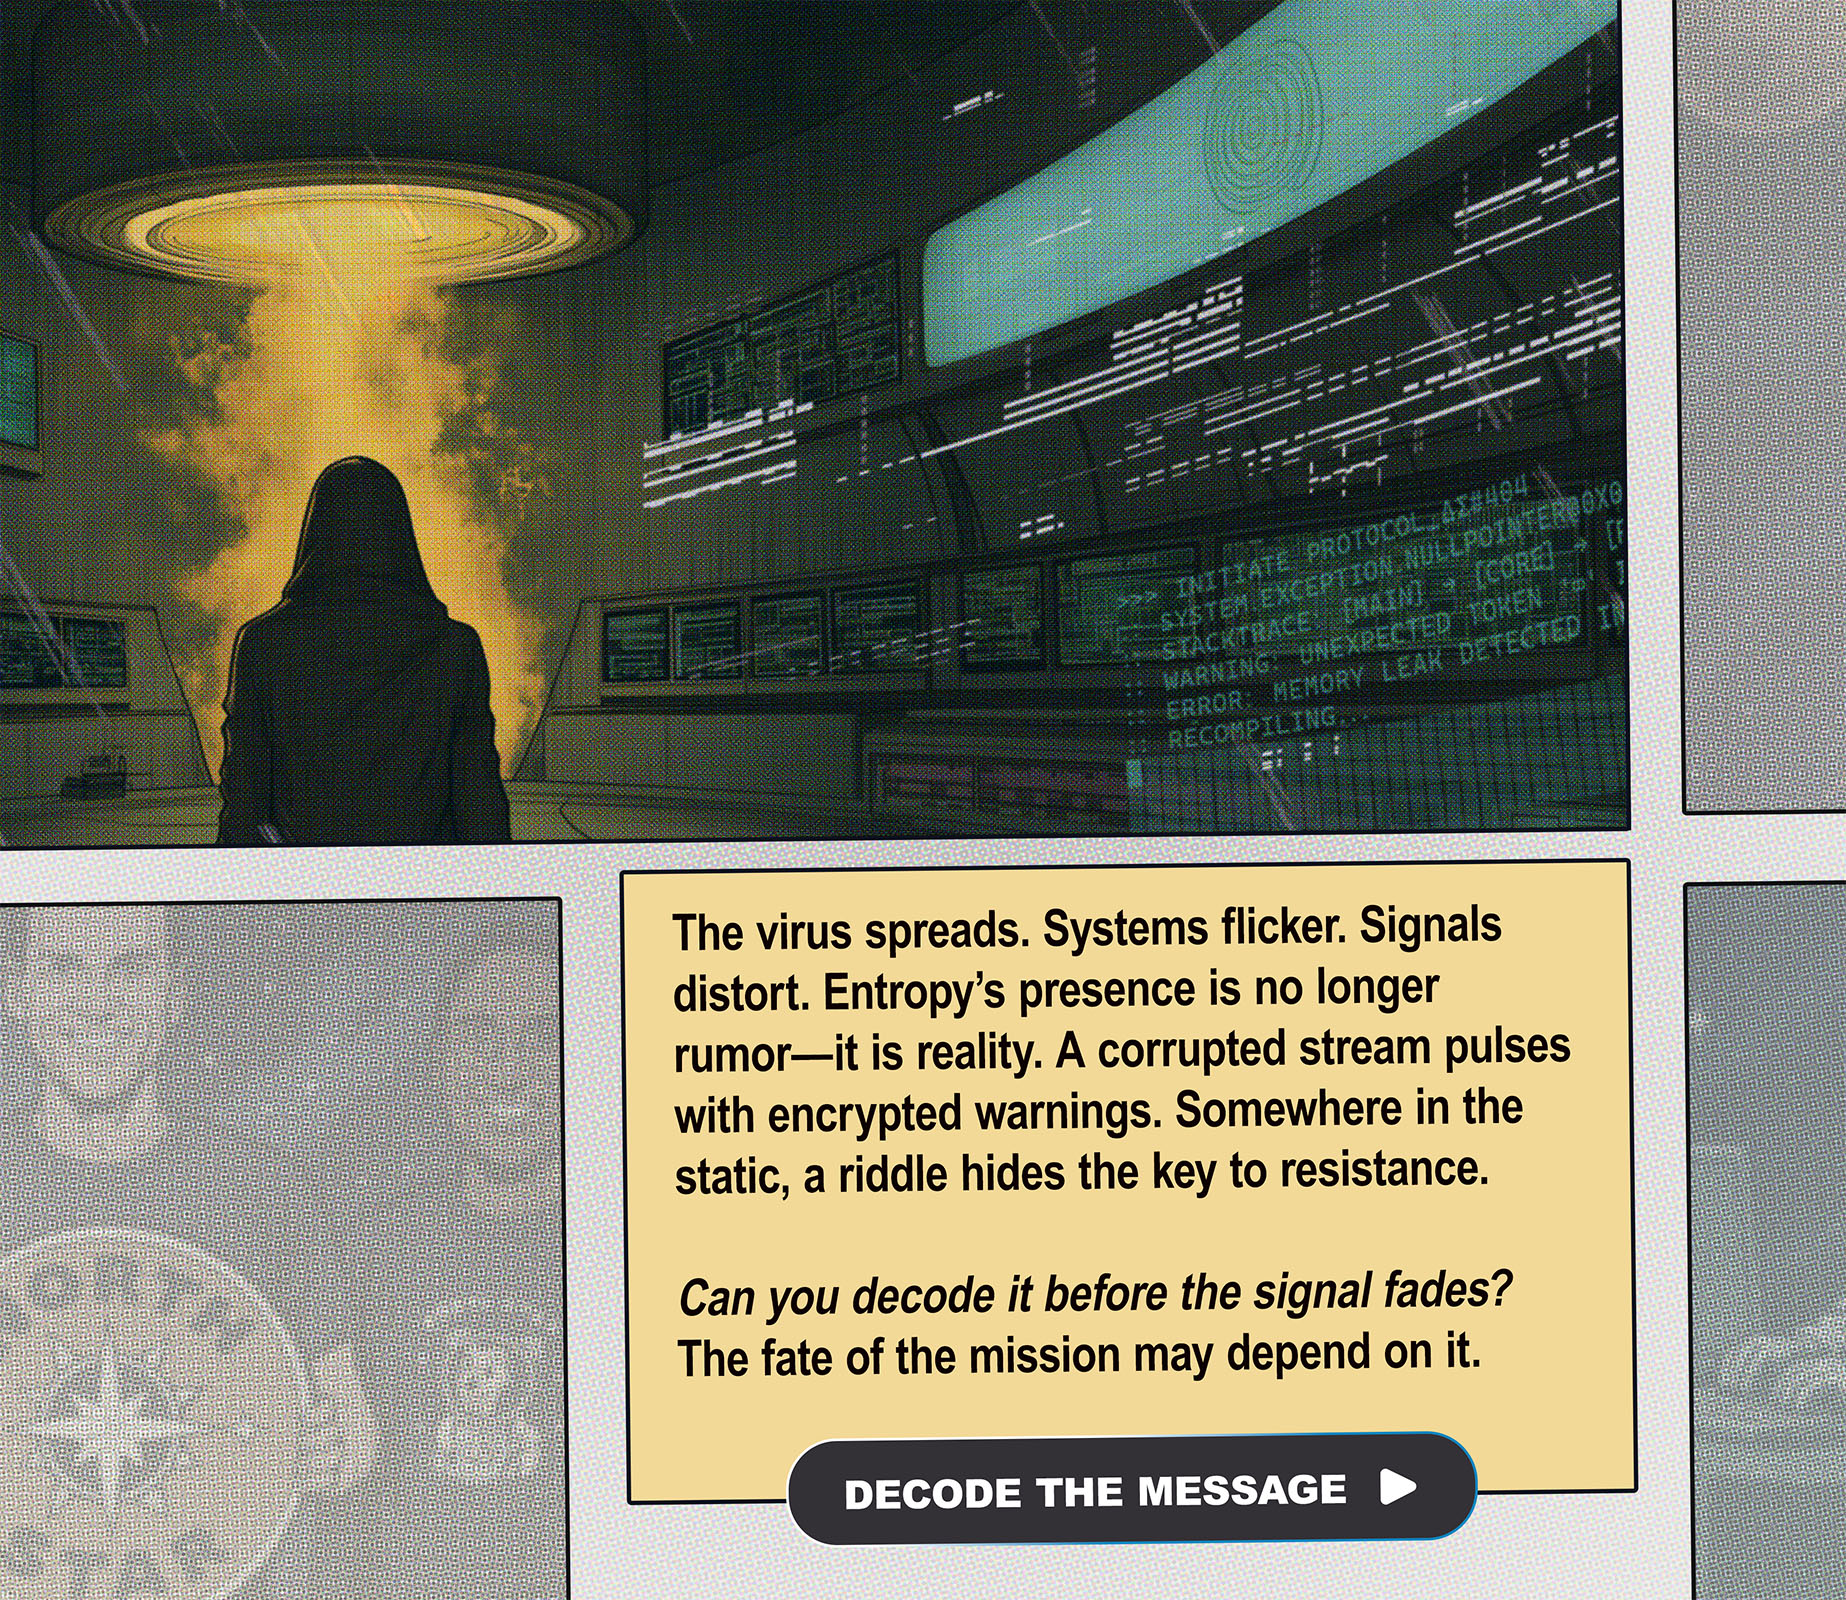 >>> INITIATE PROTOCOL_ΔΣ#404
SYSTEM EXCEPTION NULLPOINTER@0X0
STACKTRACE [MAIN] → [CORE] →
:: WARNING: UNEXPECTED TOKEN
:: ERROR: MEMORY LEAK DETECTED IN
:: RECOMPILING...
The virus spreads. Systems flicker. Signals
distort. Entropy’s presence is no longer
rumor—it is reality. A corrupted stream pulses
with encrypted warnings. Somewhere in the
static, a riddle hides the key to resistance.
Can you decode it before the signal fades?
The fate of the mission may depend on it.
DECODE THE MESSAGE